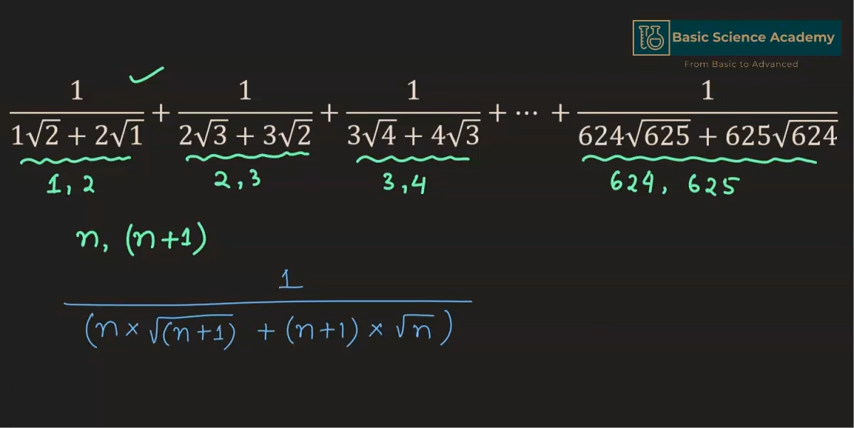 Basic Science Academy
From Basic to Advanced
1/(1√2 + 2√1) + 1/(2√3 + 3√2) + 1/(3√4 + 4√3) + ⋯ + 1/(624√625 + 625√624)
1, 2 2, 3 3, 4 624, 625
n, (n+1)
1/(n × √(n+1) + (n+1) × √n)